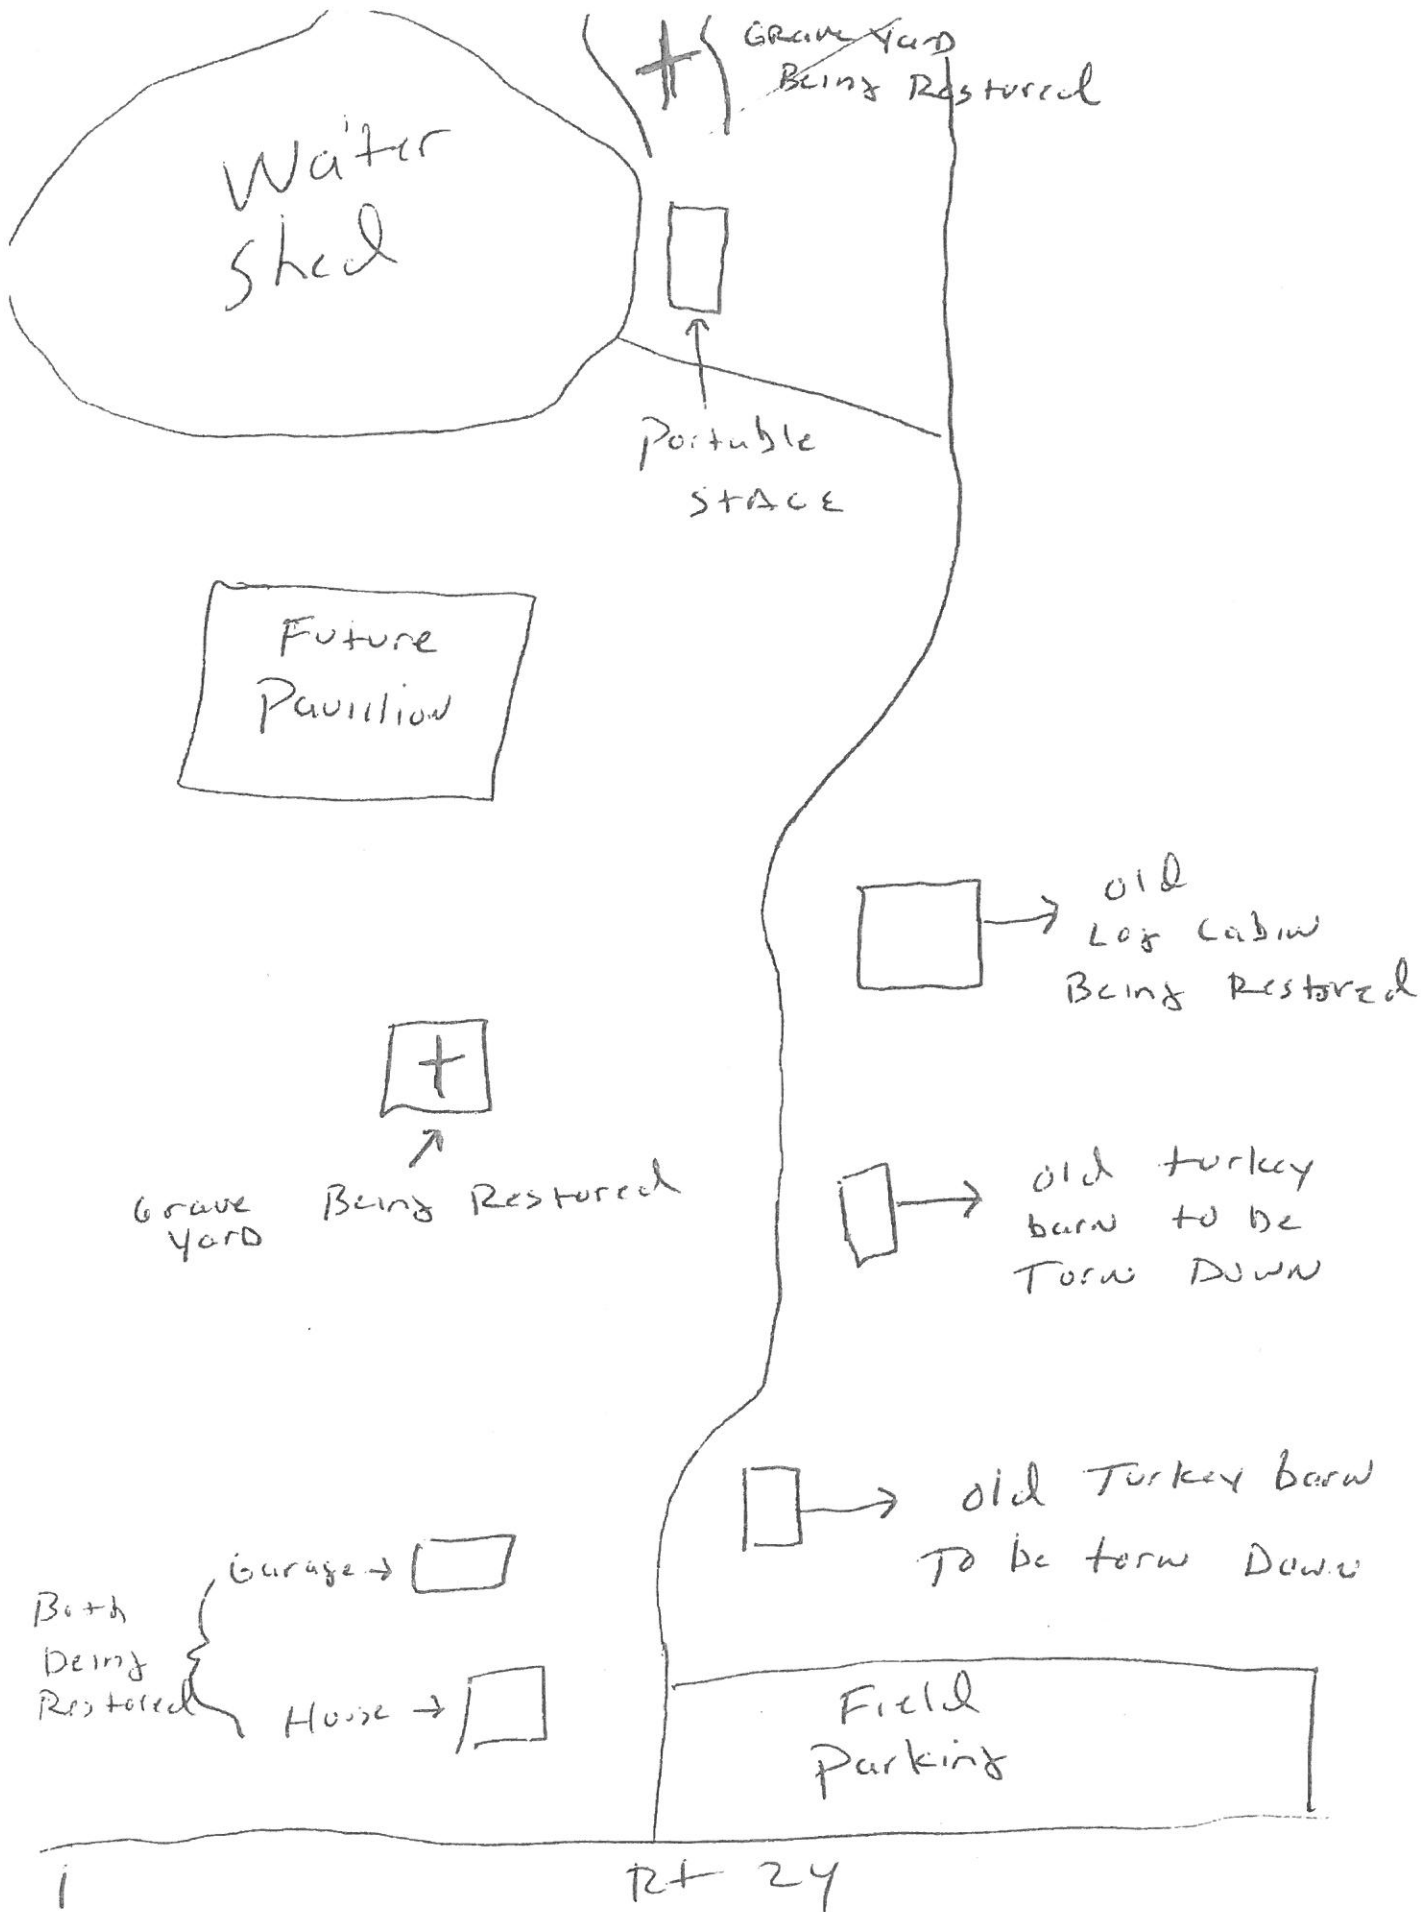 Grave Yard
Being Restored
Water
Shed
Portable
STAGE
Future
Pavillion
old
Log Cabin
Being Restored
Grave Being Restored
Yard
old turkey
barn to be
Torn Down
old Turkey barn
To be torn Down
Garage
Both
Being
Restored
House
Field
Parking
Rt 24